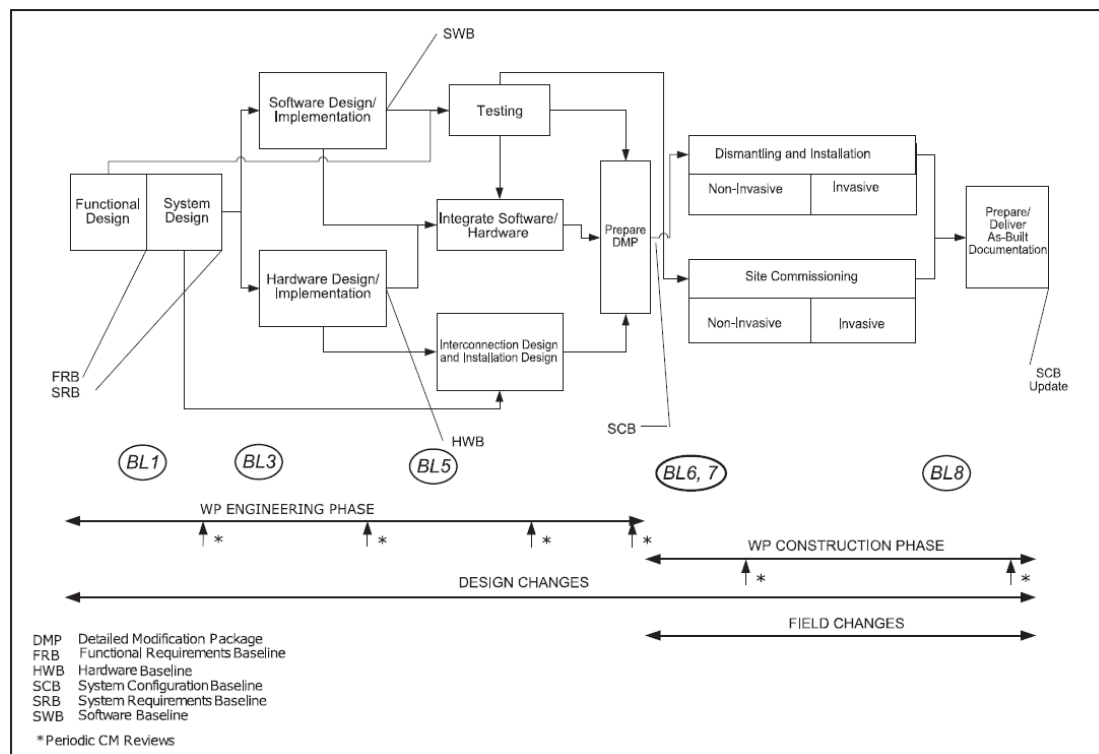 SWB
Software Design/
Implementation
Testing
Functional
Design
System
Design
Dismantling and Installation
Non-Invasive
Invasive
Integrate Software/
Hardware
Prepare
DMP
Prepare/
Deliver
As-Built
Documentation
Hardware Design/
Implementation
Site Commissioning
Non-Invasive
Invasive
Interconnection Design
and Installation Design
FRB
SRB
SCB
Update
HWB
SCB
BL1
BL3
BL5
BL6, 7
BL8
WP ENGINEERING PHASE
*
*
*
*
WP CONSTRUCTION PHASE
*
*
DESIGN CHANGES
FIELD CHANGES
DMP Detailed Modification Package
FRB Functional Requirements Baseline
HWB Hardware Baseline
SCB System Configuration Baseline
SRB System Requirements Baseline
SWB Software Baseline
*Periodic CM Reviews